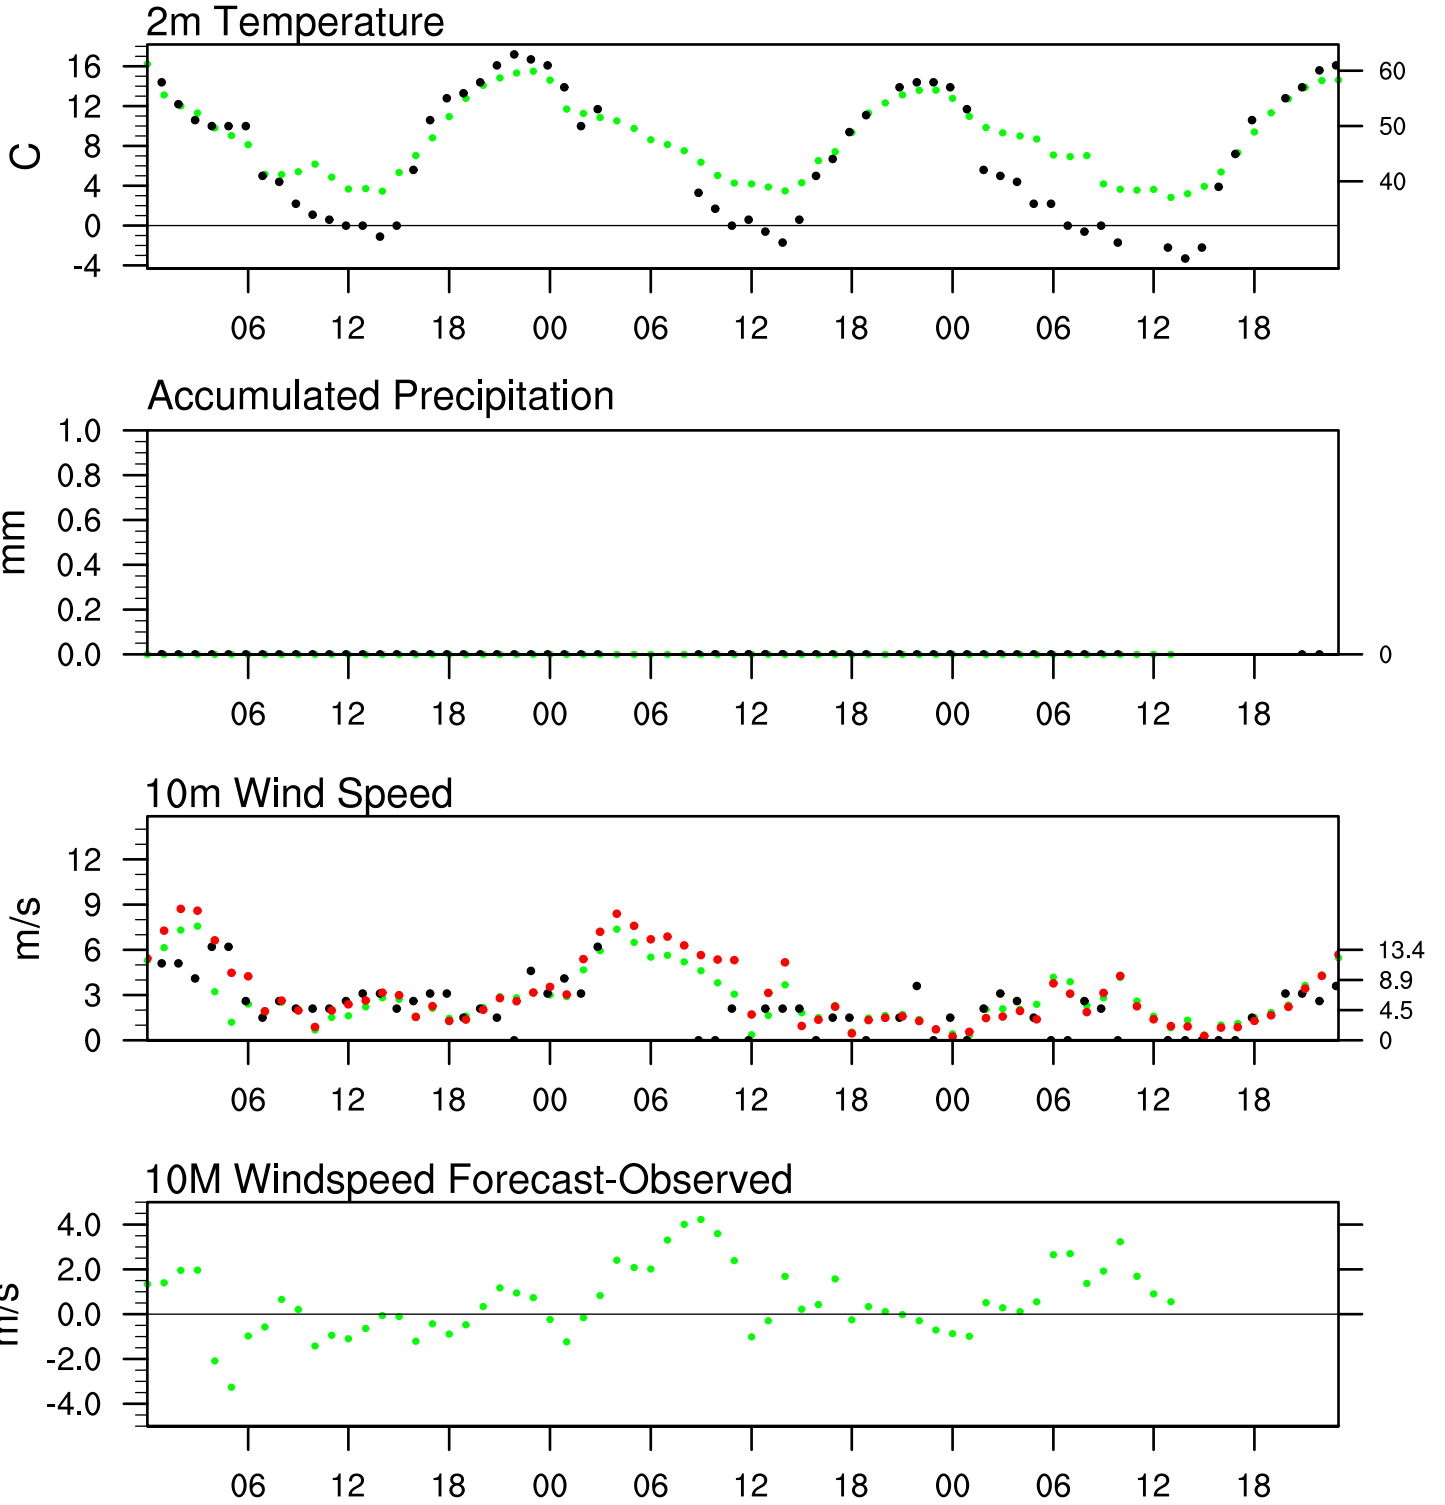 2m Temperature
16
12
8
4
0
-4
C
60
50
40
06 12 18 00 06 12 18 00 06 12 18
Accumulated Precipitation
1.0
0.8
0.6
0.4
0.2
0.0
mm
0
06 12 18 00 06 12 18 00 06 12 18
10m Wind Speed
12
9
6
3
0
m/s
13.4
8.9
4.5
0
06 12 18 00 06 12 18 00 06 12 18
10M Windspeed Forecast-Observed
4.0
2.0
0.0
-2.0
-4.0
m/s
06 12 18 00 06 12 18 00 06 12 18